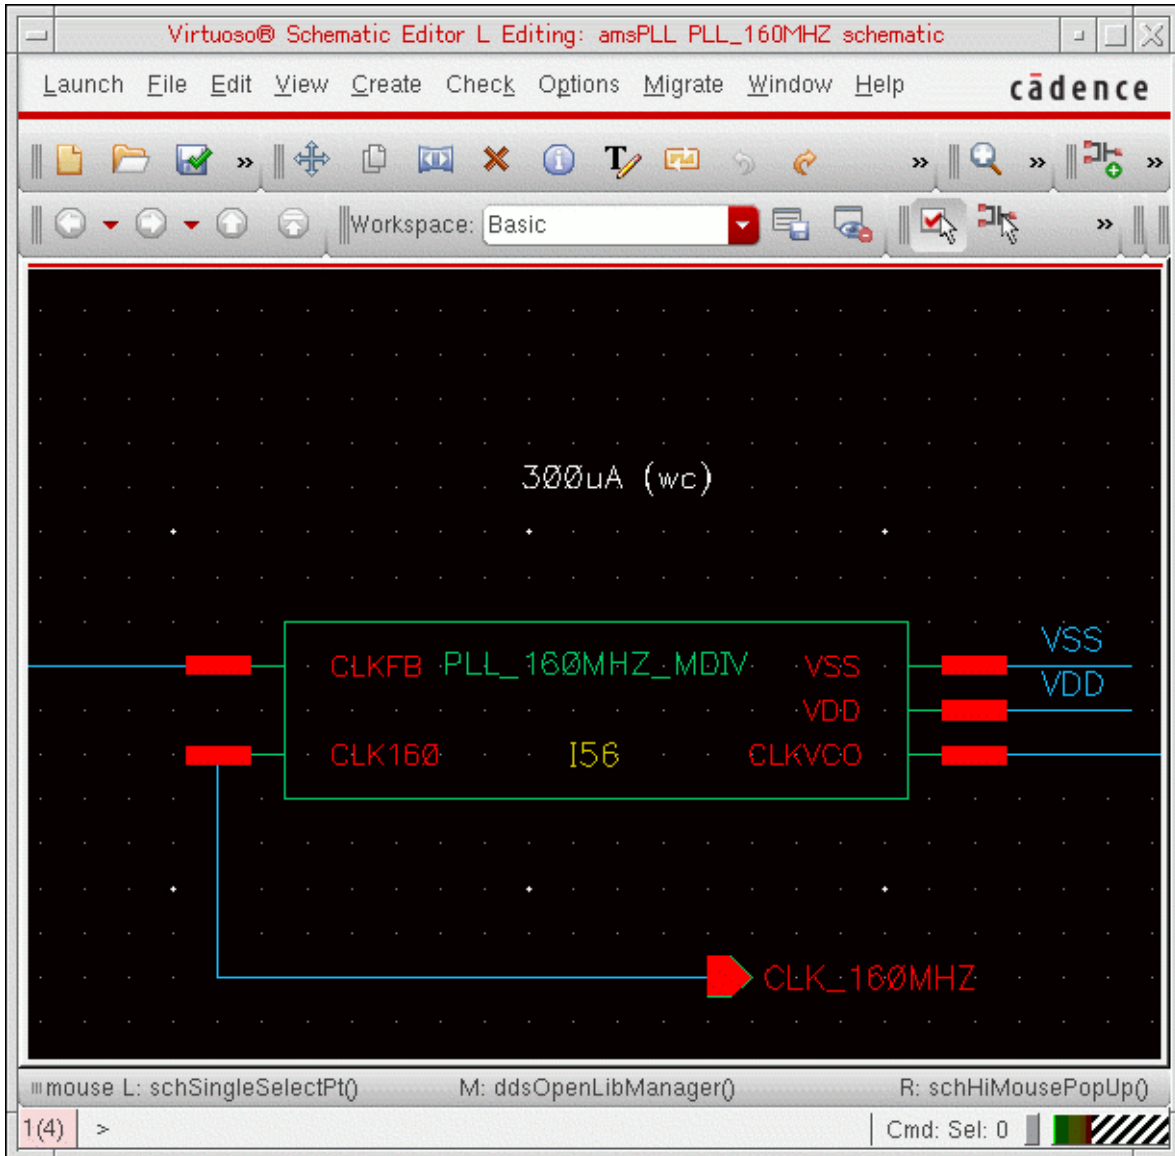 Virtuoso® Schematic Editor L Editing: amsPLL PLL_160MHZ schematic
Launch File Edit View Create Check Options Migrate Window Help cādence
Workspace: Basic
300uA (wc)
CLKFB PLL_160MHZ_MDIV VSS VSS
VDD VDD
CLK160 I56 CLKVCO
CLK_160MHZ
mouse L: schSingleSelectPt() M: ddsOpenLibManager() R: schHiMousePopUp()
1(4) > Cmd: Sel: 0